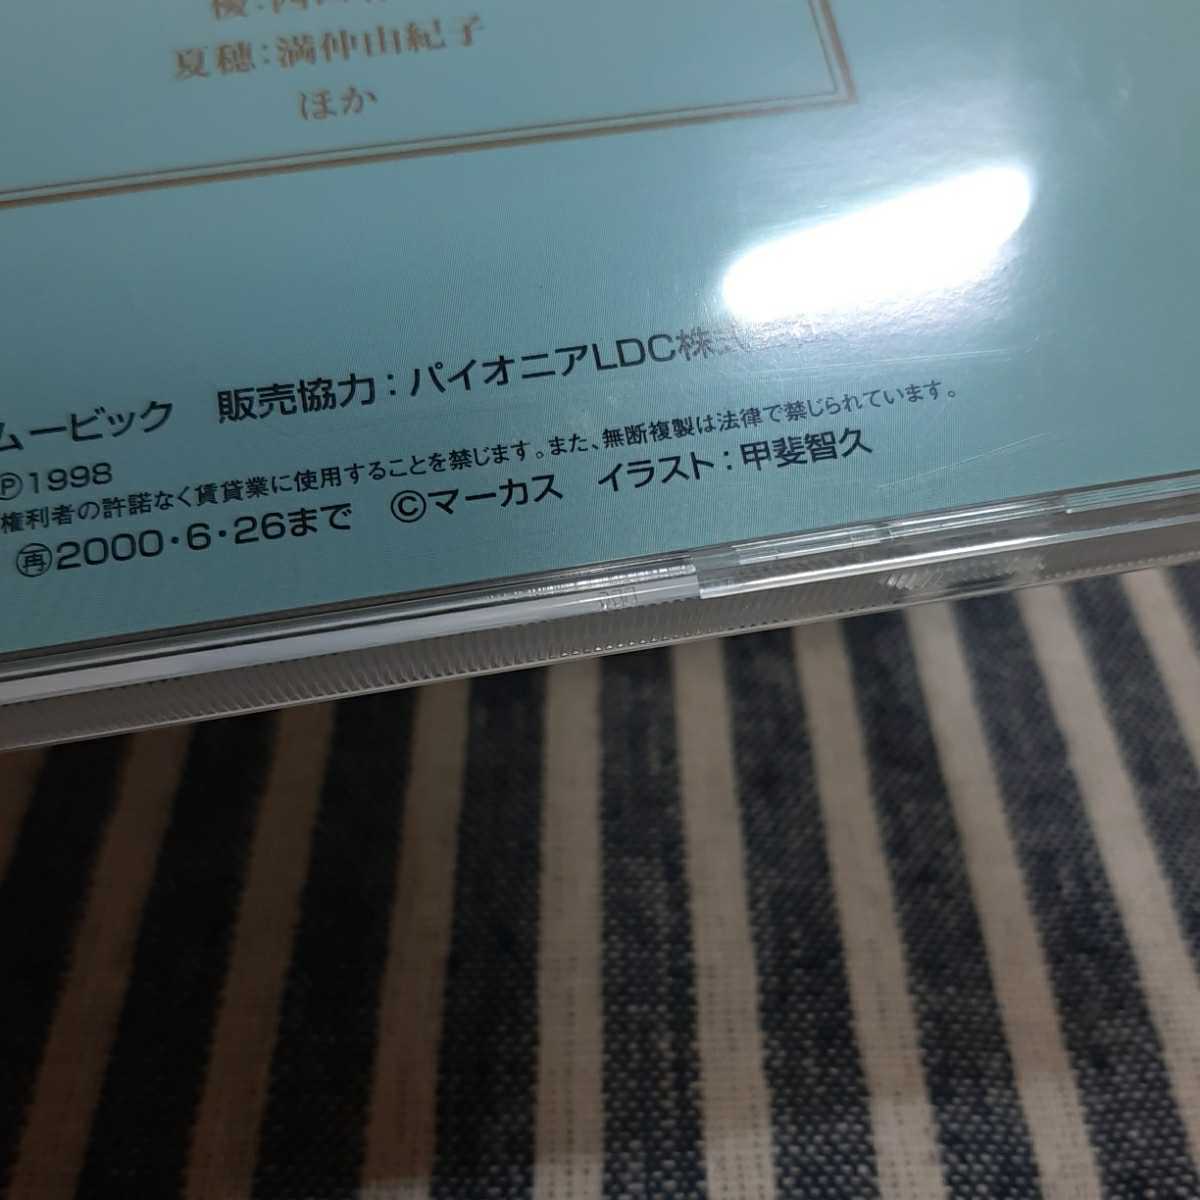 優:
夏穂:満仲由紀子
ほか
ムービック 販売協力:パイオニアLDC株式
Ⓟ1998
権利者の許諾なく賃貸業に使用することを禁じます。また、無断複製は法律で禁じられています。
㊢2000・6・26まで ©マーカス イラスト:甲斐智久